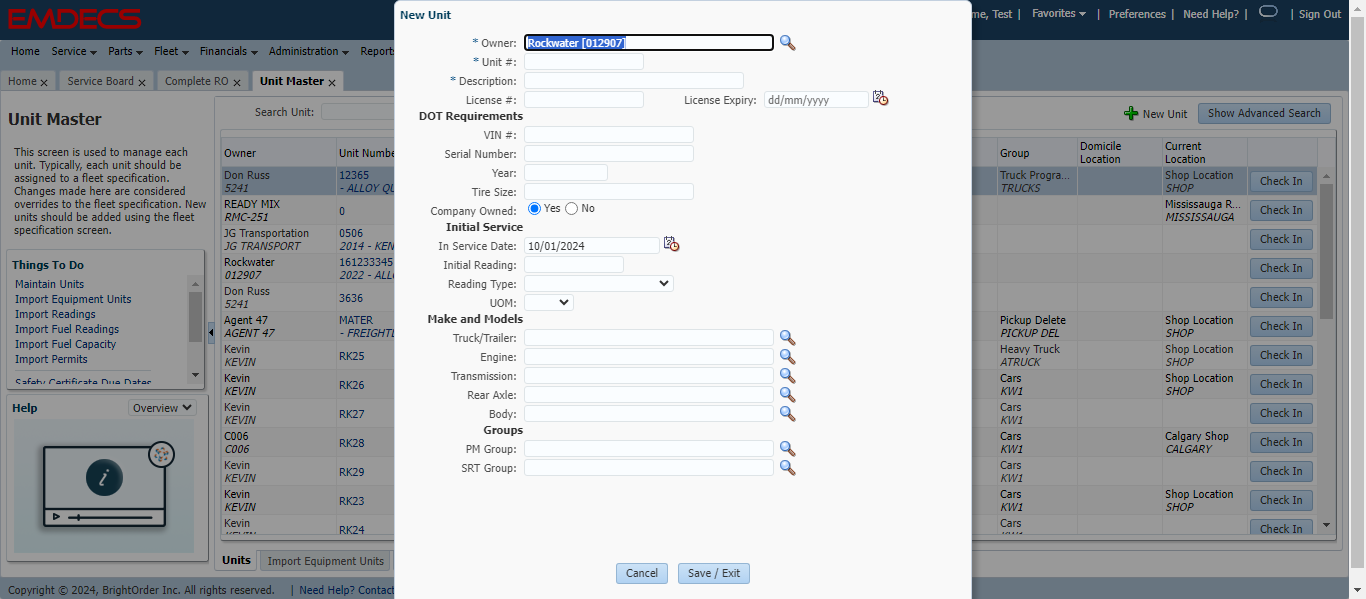 EMDECS
me, Test | Favorites | Preferences | Need Help? | | Sign Out
Home Service Parts Fleet Financials Administration Reports
Home x Service Board x Complete RO x Unit Master x
Unit Master
This screen is used to manage each
unit. Typically, each unit should be
assigned to a fleet specification.
Changes made here are considered
overrides to the fleet specification. New
units should be added using the fleet
specification screen.
Things To Do
Maintain Units
Import Equipment Units
Import Readings
Import Fuel Readings
Import Fuel Capacity
Import Permits
Safety Certificate Due Dates
Help Overview
Search Unit:
New Unit Show Advanced Search
Owner Unit Numbe
Don Russ 12365
5241 - ALLOY QU
READY MIX
RMC-251 0
JG Transportation 0506
JG TRANSPORT 2014 - KEN
Rockwater 161233345
012907 2022 - ALLO
Don Russ
5241 3636
Agent 47 MATER
AGENT 47 - FREIGHTL
Kevin
KEVIN RK25
Kevin
KEVIN RK26
Kevin
KEVIN RK27
C006
C006 RK28
Kevin
KEVIN RK29
Kevin
KEVIN RK23
Kevin
KEVIN RK24
Units Import Equipment Units
New Unit
* Owner: Rockwater [012907]
* Unit #:
* Description:
License #: License Expiry: dd/mm/yyyy
DOT Requirements
VIN #:
Serial Number:
Year:
Tire Size:
Company Owned: Yes No
Initial Service
In Service Date: 10/01/2024
Initial Reading:
Reading Type:
UOM:
Make and Models
Truck/Trailer:
Engine:
Transmission:
Rear Axle:
Body:
Groups
PM Group:
SRT Group:
Cancel Save / Exit
Group Domicile Location Current Location
Truck Progra... Shop Location
TRUCKS SHOP Check In
Mississauga R...
MISSISSAUGA Check In
Check In
Check In
Check In
Pickup Delete Shop Location
PICKUP DEL SHOP Check In
Heavy Truck Shop Location
ATRUCK SHOP Check In
Cars Shop Location
KW1 SHOP Check In
Cars
KW1 Check In
Cars Calgary Shop
KW1 CALGARY Check In
Cars
KW1 Check In
Cars Shop Location
KW1 SHOP Check In
Cars
KW1 Check In
Copyright © 2024, BrightOrder Inc. All rights reserved. | Need Help? Contact